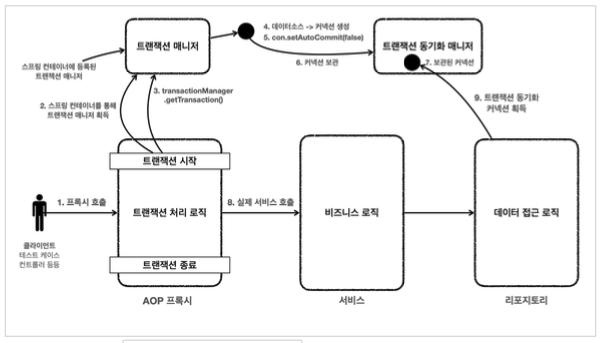 트랜잭션 매니저
4. 데이터소스 -> 커넥션 생성
5. con.setAutoCommit(false)
트랜잭션 동기화 매니저
6. 커넥션 보관
7. 보관된 커넥션
스프링 컨테이너에 등록된
트랜잭션 매니저
2. 스프링 컨테이너를 통해
트랜잭션 매니저 획득
3. transactionManager
.getTransaction()
9. 트랜잭션 동기화
커넥션 획득
트랜잭션 시작
1. 프록시 호출
트랜잭션 처리 로직
8. 실제 서비스 호출
비즈니스 로직
데이터 접근 로직
클라이언트
테스트 케이스
컨트롤러 등등
트랜잭션 종료
AOP 프록시
서비스
리포지토리